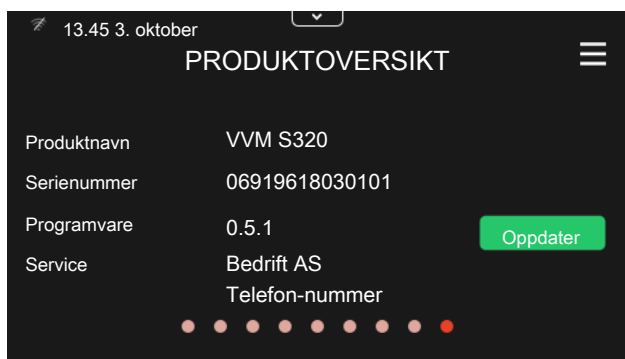 13.45 3. oktober
PRODUKTOVERSIKT
Produktnavn VVM S320
Serienummer 06919618030101
Programvare 0.5.1 Oppdater
Service Bedrift AS
Telefon-nummer